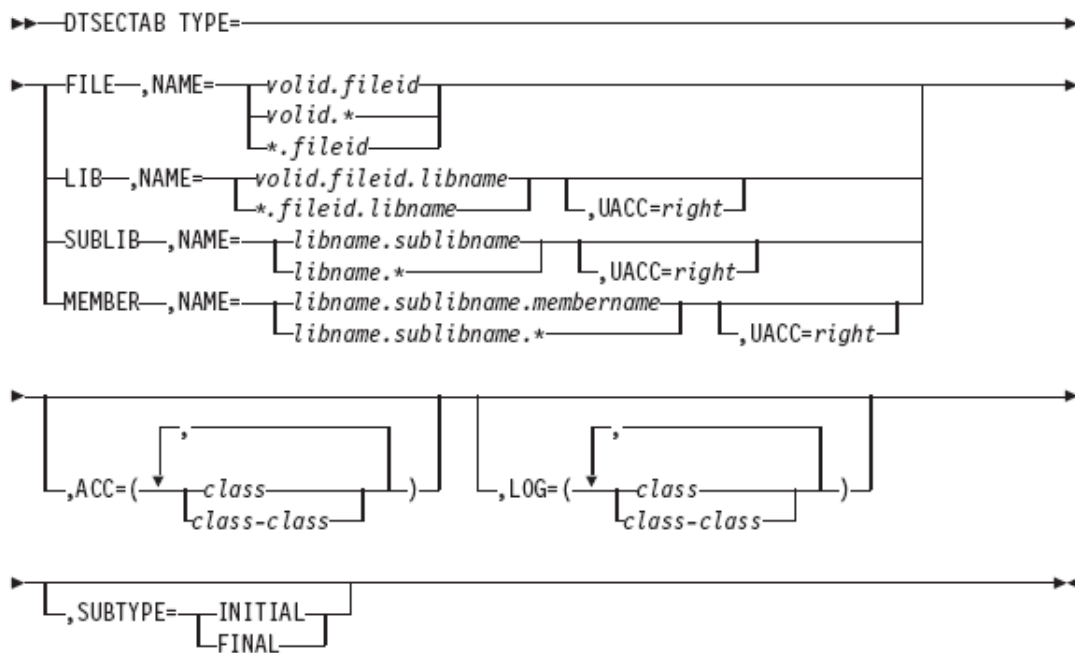 DTSECTAB TYPE=
FILE ,NAME= volid.fileid
volid.*
*.fileid
LIB ,NAME= volid.fileid.libname
*.fileid.libname ,UACC=right
SUBLIB ,NAME= libname.sublibname
libname.* ,UACC=right
MEMBER ,NAME= libname.sublibname.membername
libname.sublibname.* ,UACC=right
, ,
,ACC=( class ) ,LOG=( class )
class-class class-class
,SUBTYPE= INITIAL
FINAL